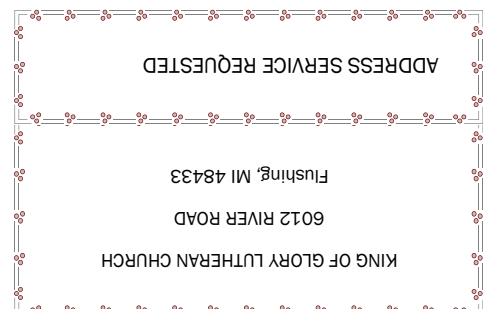 KING OF GLORY LUTHERAN CHURCH
6012 RIVER ROAD
Flushing, MI 48433
ADDRESS SERVICE REQUESTED